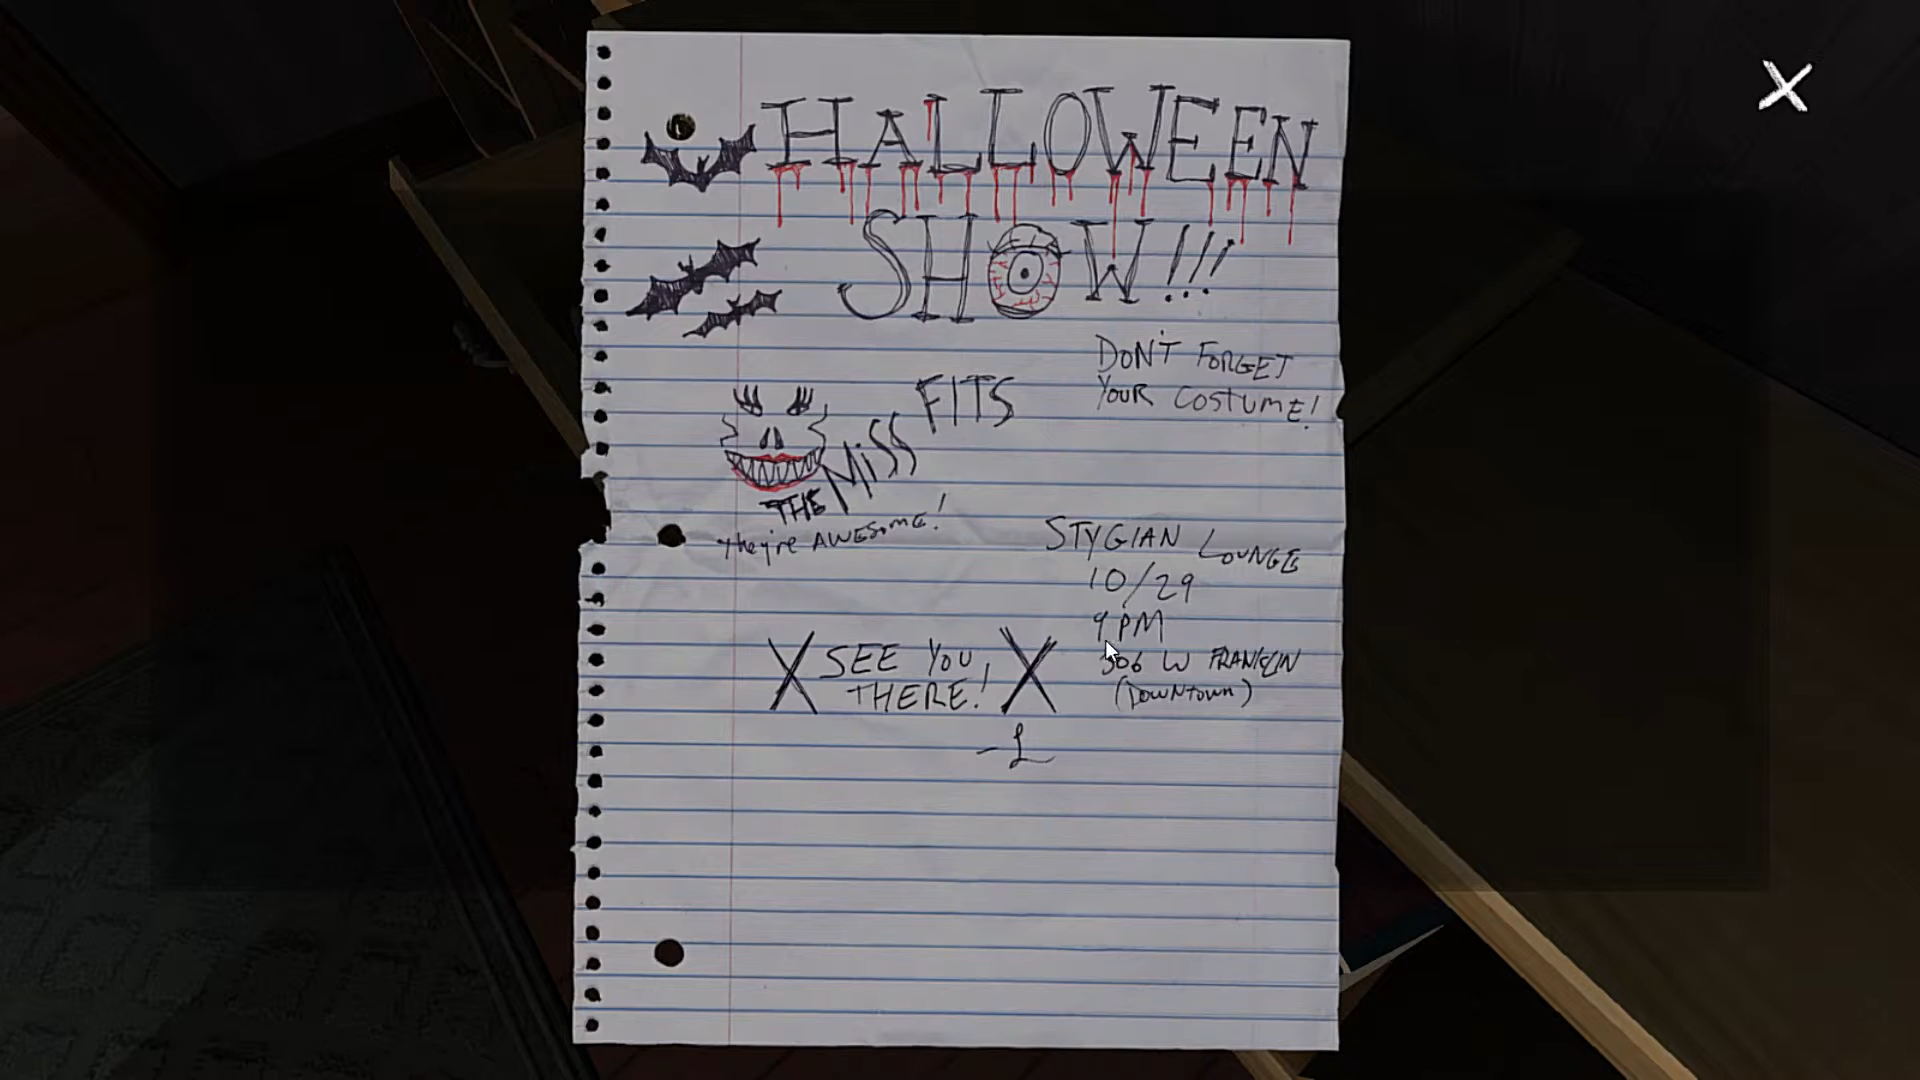 HALLOWEEN
SHOW!!!
DON'T FORGET
YOUR COSTUME!
THE MISS FITS
they're AWESOME!
STYGIAN LOUNGE
10/29
9 PM
306 W FRANKLIN
(DOWNTOWN)
X SEE YOU X
THERE!
-L